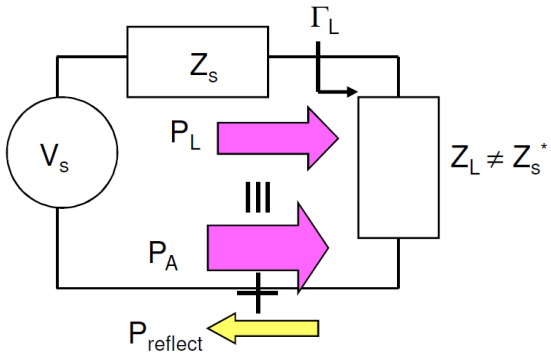 Γ_L
Z_s
P_L
V_s
Z_L ≠ Z_s^*
P_A
+
P_reflect